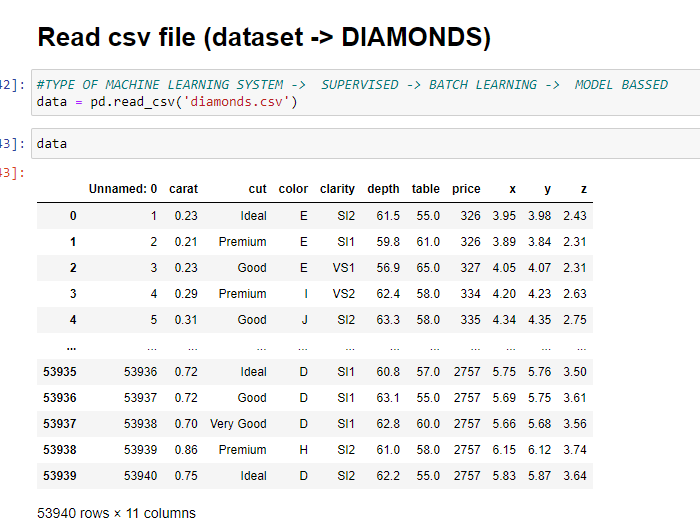 Read csv file (dataset -> DIAMONDS)
42]: #TYPE OF MACHINE LEARNING SYSTEM -> SUPERVISED -> BATCH LEARNING -> MODEL BASSED
data = pd.read_csv('diamonds.csv')
43]: data
43]:
Unnamed: 0 carat cut color clarity depth table price x y z
0 1 0.23 Ideal E SI2 61.5 55.0 326 3.95 3.98 2.43
1 2 0.21 Premium E SI1 59.8 61.0 326 3.89 3.84 2.31
2 3 0.23 Good E VS1 56.9 65.0 327 4.05 4.07 2.31
3 4 0.29 Premium I VS2 62.4 58.0 334 4.20 4.23 2.63
4 5 0.31 Good J SI2 63.3 58.0 335 4.34 4.35 2.75
... ... ... ... ... ... ... ... ... ... ... ...
53935 53936 0.72 Ideal D SI1 60.8 57.0 2757 5.75 5.76 3.50
53936 53937 0.72 Good D SI1 63.1 55.0 2757 5.69 5.75 3.61
53937 53938 0.70 Very Good D SI1 62.8 60.0 2757 5.66 5.68 3.56
53938 53939 0.86 Premium H SI2 61.0 58.0 2757 6.15 6.12 3.74
53939 53940 0.75 Ideal D SI2 62.2 55.0 2757 5.83 5.87 3.64
53940 rows × 11 columns